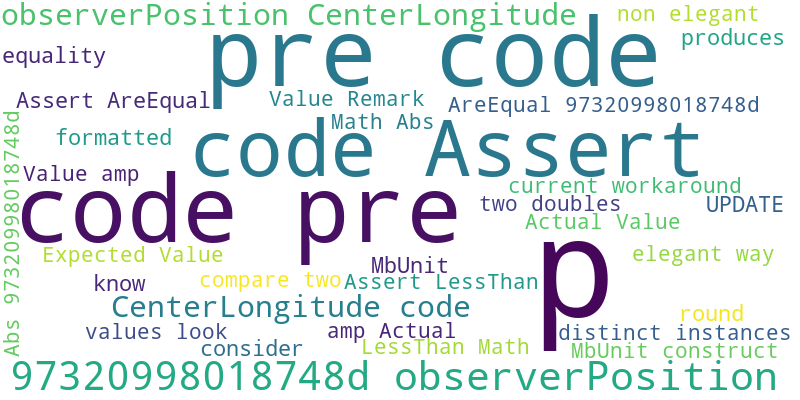 observerPosition CenterLongitude
non elegant
pre code
produces
equality
Assert AreEqual
Value Remark
AreEqual 97320998018748d
Math Abs
formatted
code Assert
Value amp
code pre
current workaround
two doubles
UPDATE
Actual Value
p
Expected Value
elegant way
MbUnit
know
compare two
Assert LessThan
CenterLongitude code
round
values look
amp Actual
distinct instances
consider
LessThan Math
MbUnit construct
Abs 97320998018748d
97320998018748d observerPosition